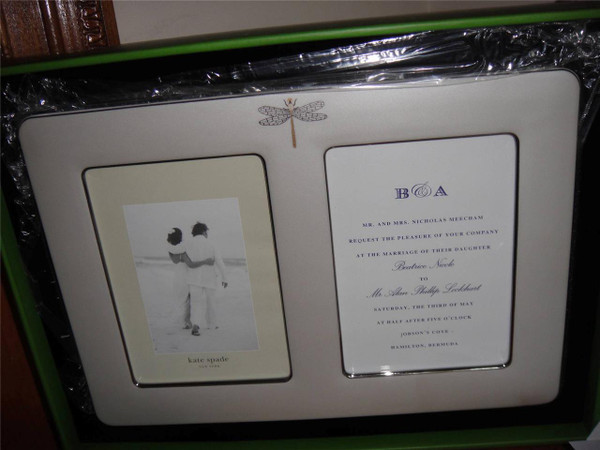 kate spade
NEW YORK
B&A
MR. AND MRS. NICHOLAS MEECHAM
REQUEST THE PLEASURE OF YOUR COMPANY
AT THE MARRIAGE OF THEIR DAUGHTER
Beatrice Nicole
TO
Mr. Alan Phillip Lockhart
SATURDAY, THE THIRD OF MAY
AT HALF AFTER FIVE O'CLOCK
JOBSON'S COVE
HAMILTON, BERMUDA